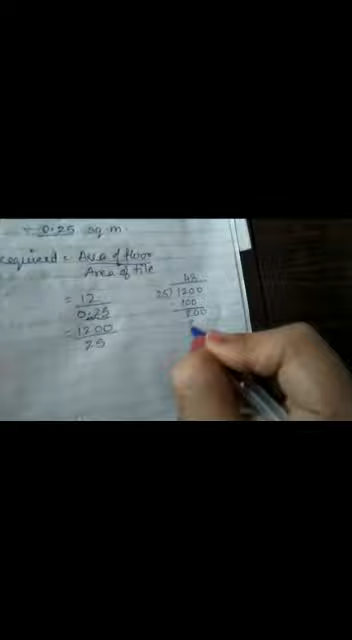 = 0.25 sq.m.
required = Area of floor
Area of tile
= 12
0.25
= 1200
25
48
25) 1200
100
200